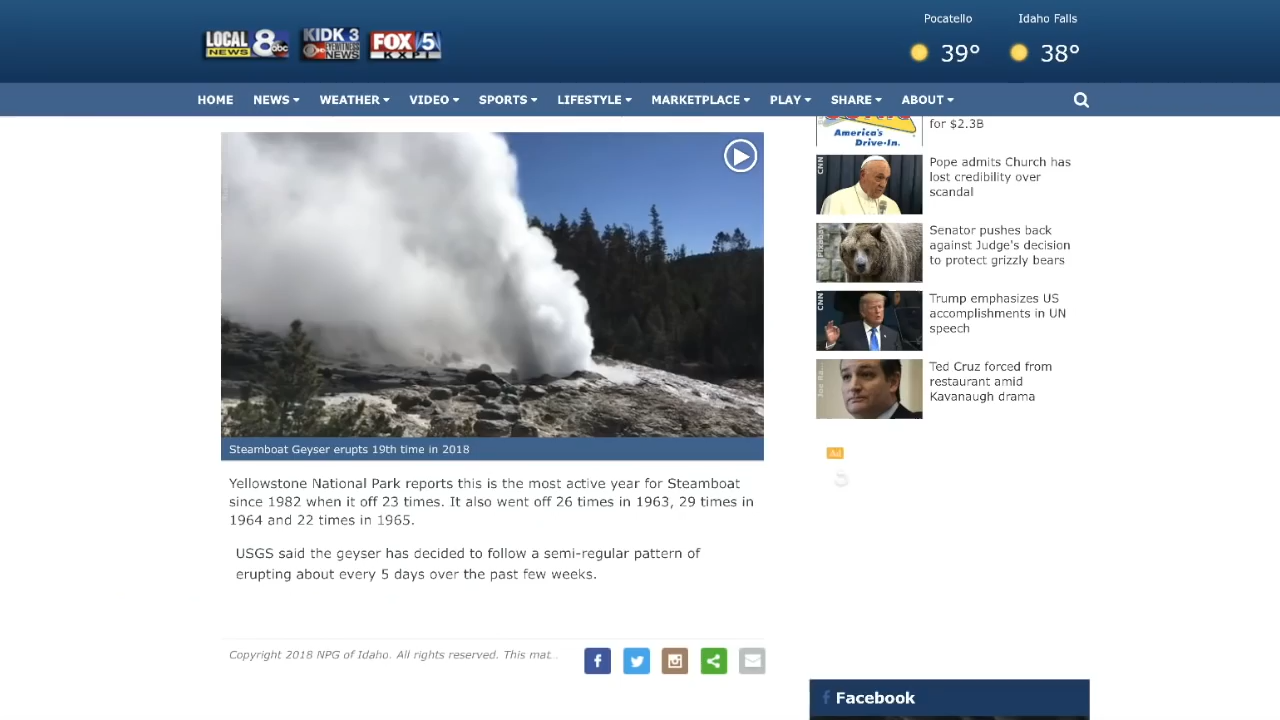 Pocatello
Idaho Falls
LOCAL
NEWS
8
abc
KIDK 3
EYEWITNESS
NEWS
FOX 5
KXPI
39°
38°
HOME
NEWS
WEATHER
VIDEO
SPORTS
LIFESTYLE
MARKETPLACE
PLAY
SHARE
ABOUT
Steamboat Geyser erupts 19th time in 2018
Yellowstone National Park reports this is the most active year for Steamboat
since 1982 when it off 23 times. It also went off 26 times in 1963, 29 times in
1964 and 22 times in 1965.
USGS said the geyser has decided to follow a semi-regular pattern of
erupting about every 5 days over the past few weeks.
Copyright 2018 NPG of Idaho. All rights reserved. This mat...
America's
Drive-In.
for $2.3B
CNN
Pope admits Church has
lost credibility over
scandal
Pixabay
Senator pushes back
against Judge's decision
to protect grizzly bears
CNN
Trump emphasizes US
accomplishments in UN
speech
Ted Cruz forced from
restaurant amid
Kavanaugh drama
Ad
Facebook